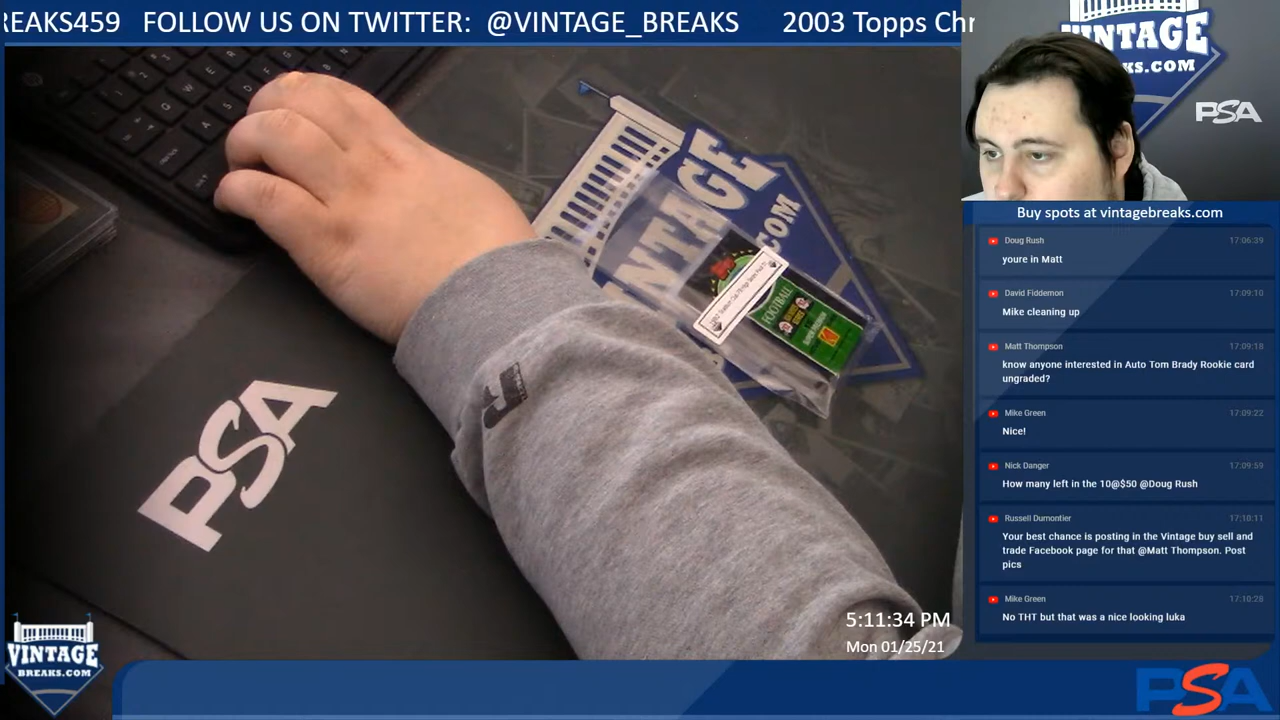 REAKS459 FOLLOW US ON TWITTER: @VINTAGE_BREAKS 2003 Topps Chr
VINTAGE
KS.COM
PSA
Buy spots at vintagebreaks.com
Doug Rush 17:06:39
youre in Matt
David Fiddemon 17:09:10
Mike cleaning up
Matt Thompson 17:09:18
know anyone interested in Auto Tom Brady Rookie card
ungraded?
Mike Green 17:09:22
Nice!
Nick Danger 17:09:59
How many left in the 10@$50 @Doug Rush
Russell Dumontier 17:10:11
Your best chance is posting in the Vintage buy sell and
trade Facebook page for that @Matt Thompson. Post
pics
Mike Green 17:10:28
No THT but that was a nice looking luka
NTAGE
COM
FOOTBALL
PSA
5:11:34 PM
Mon 01/25/21
VINTAGE
BREAKS.COM
PSA